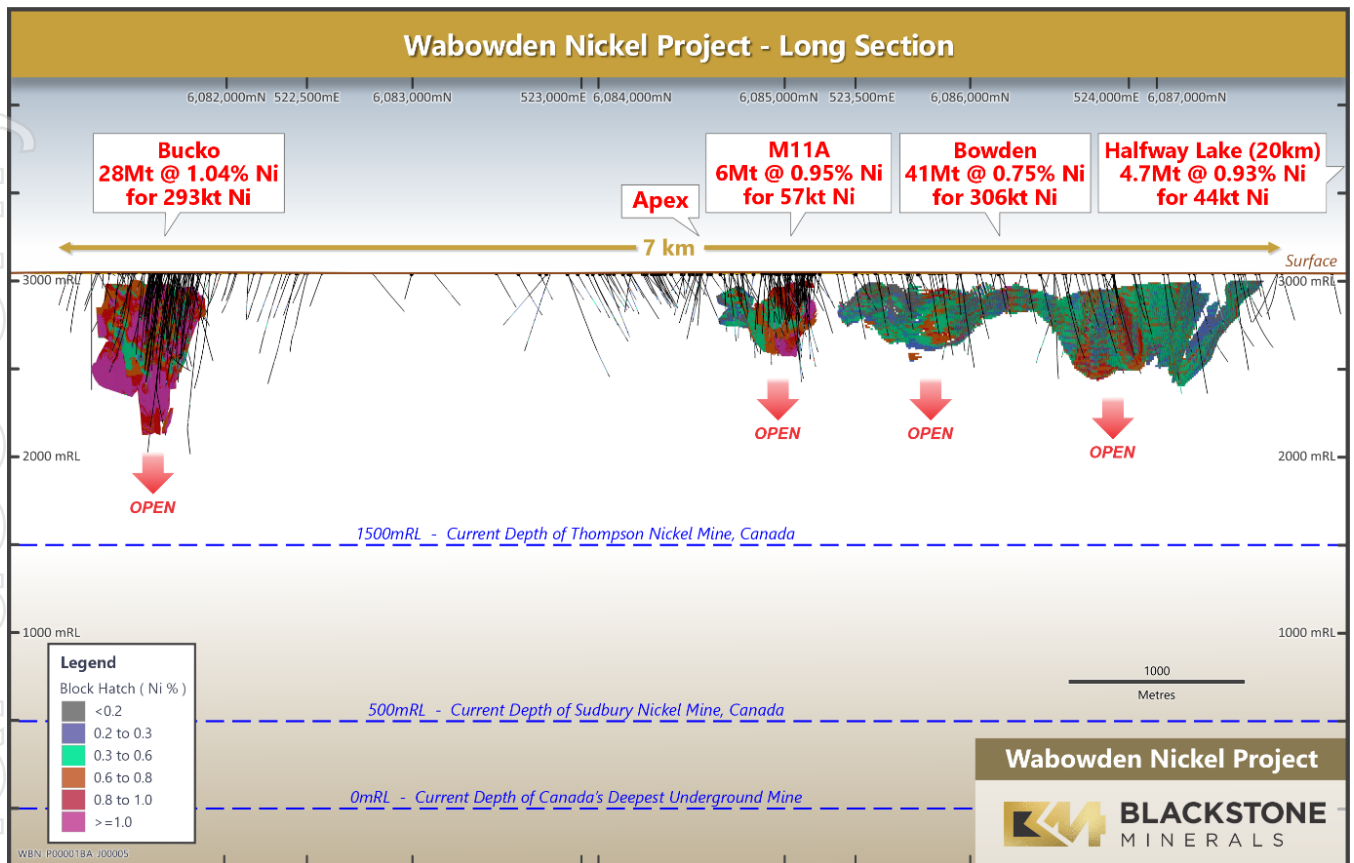 Wabowden Nickel Project - Long Section
6,082,000mN 522,500mE 6,083,000mN 523,000mE 6,084,000mN 6,085,000mN 523,500mE 6,086,000mN 524,000mE 6,087,000mN
Bucko
28Mt @ 1.04% Ni
for 293kt Ni
Apex
M11A
6Mt @ 0.95% Ni
for 57kt Ni
Bowden
41Mt @ 0.75% Ni
for 306kt Ni
Halfway Lake (20km)
4.7Mt @ 0.93% Ni
for 44kt Ni
7 km
Surface
3000 mRL 3000 mRL
OPEN
OPEN
OPEN
2000 mRL 2000 mRL
OPEN
1500mRL - Current Depth of Thompson Nickel Mine, Canada
1000 mRL 1000 mRL
Legend
Block Hatch ( Ni % )
<0.2
0.2 to 0.3
0.3 to 0.6
0.6 to 0.8
0.8 to 1.0
>=1.0
1000
Metres
500mRL - Current Depth of Sudbury Nickel Mine, Canada
0mRL - Current Depth of Canada's Deepest Underground Mine
Wabowden Nickel Project
BLACKSTONE
MINERALS
WBN_P00001BA_J00005